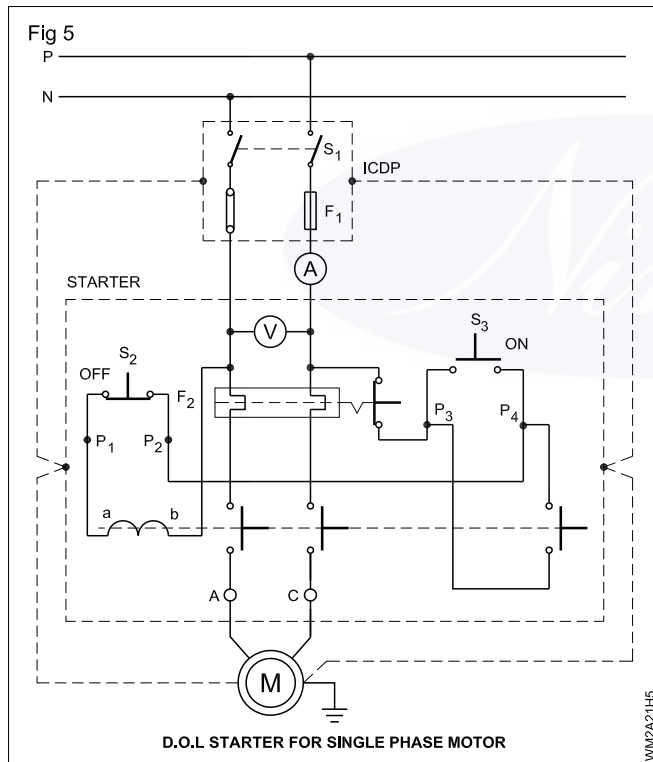 Fig 5
P
N
S1
ICDP
F1
A
STARTER
V
S3
S2
ON
OFF
F2
P1
P2
P3
P4
a
b
A
C
M
D.O.L STARTER FOR SINGLE PHASE MOTOR
1WM2A21H5